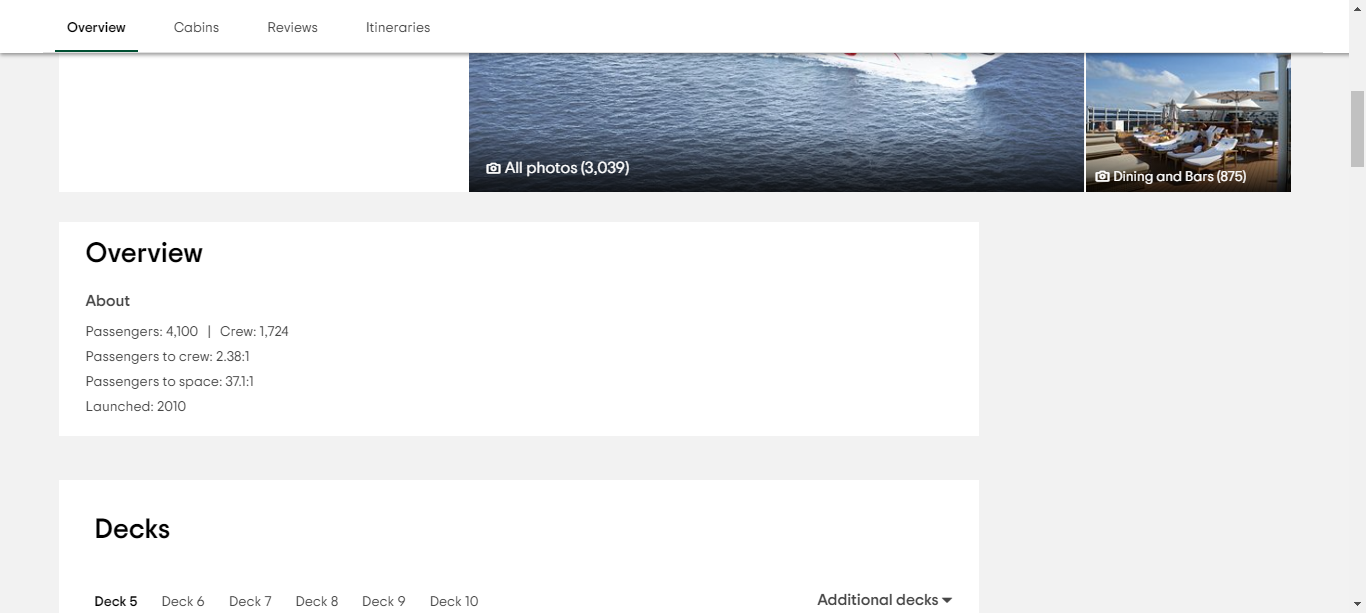 Overview Cabins Reviews Itineraries
All photos (3,039)
Dining and Bars (875)
Overview
About
Passengers: 4,100 | Crew: 1,724
Passengers to crew: 2.38:1
Passengers to space: 37.1:1
Launched: 2010
Decks
Deck 5 Deck 6 Deck 7 Deck 8 Deck 9 Deck 10 Additional decks